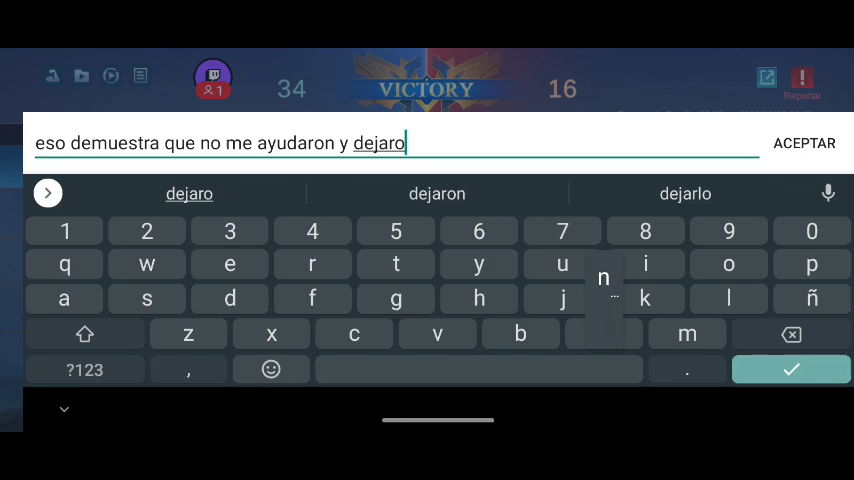 1
34
VICTORY
16
Reportar
eso demuestra que no me ayudaron y dejaro
ACEPTAR
dejaro dejaron dejarlo
1 2 3 4 5 6 7 8 9 0
q w e r t y u i o p
n
...
a s d f g h j k l ñ
z x c v b m
?123 , .